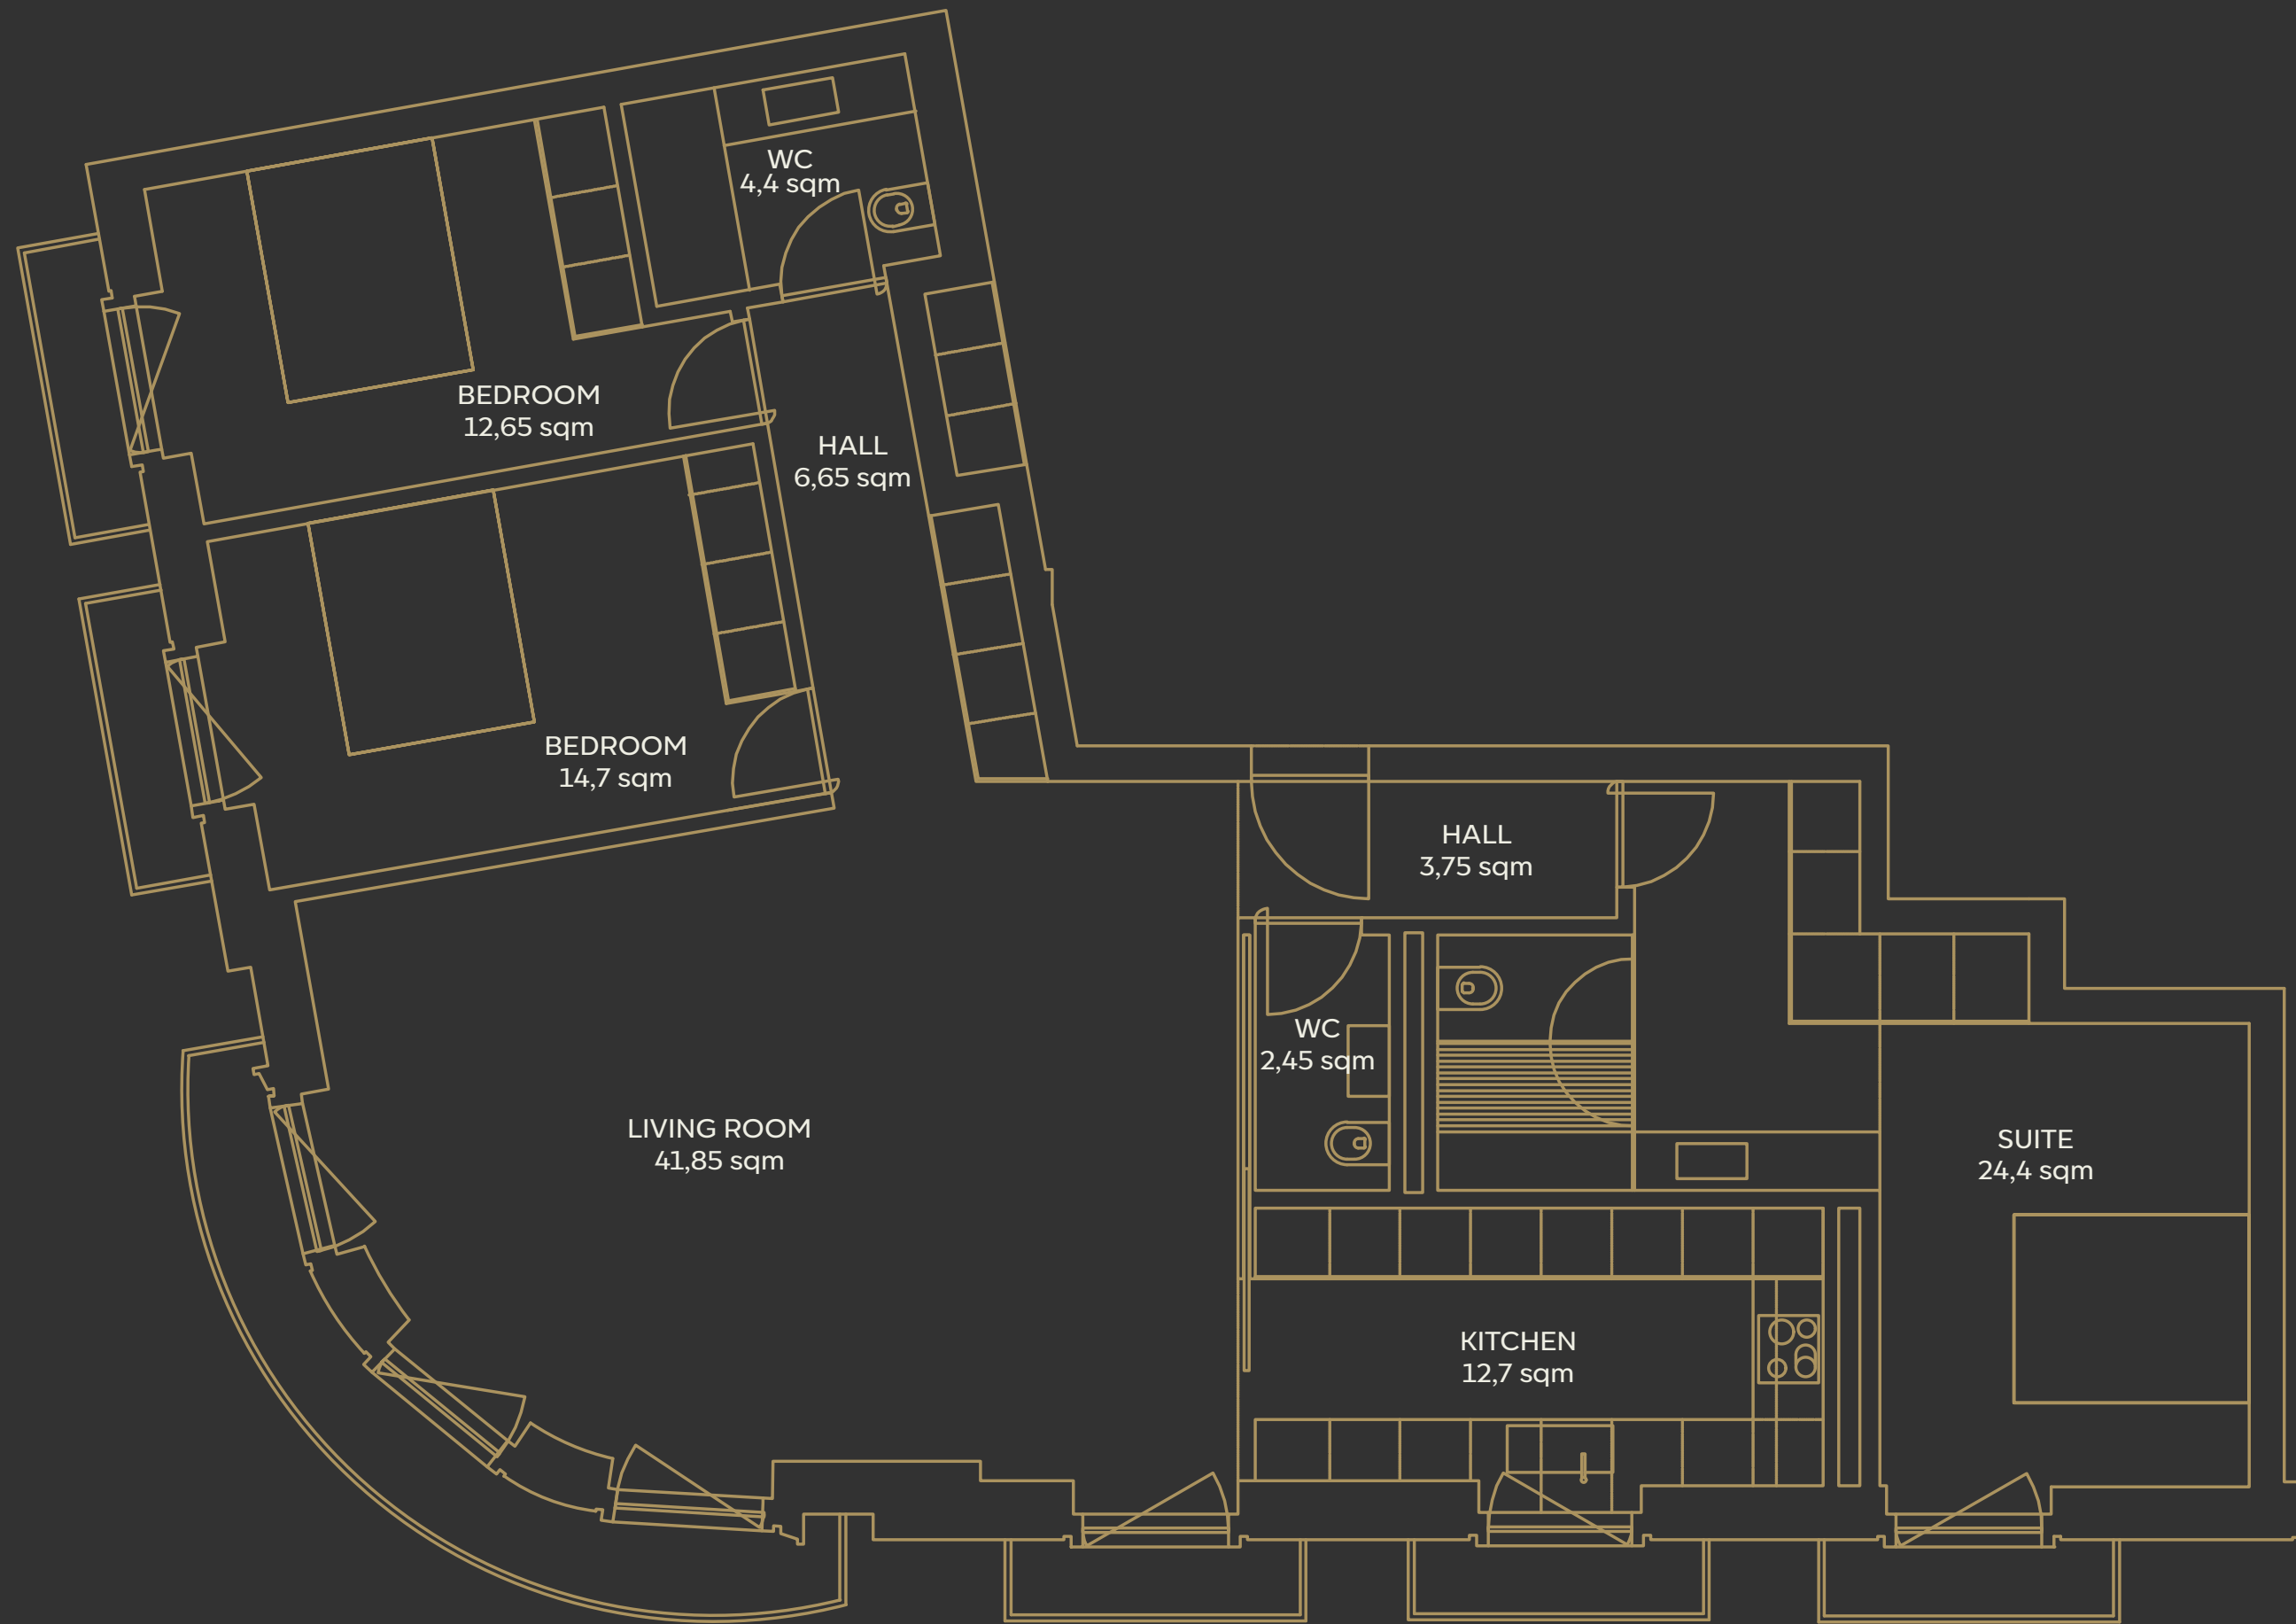 WC
4,4 sqm
BEDROOM
12,65 sqm
HALL
6,65 sqm
BEDROOM
14,7 sqm
HALL
3,75 sqm
WC
2,45 sqm
LIVING ROOM
41,85 sqm
SUITE
24,4 sqm
KITCHEN
12,7 sqm